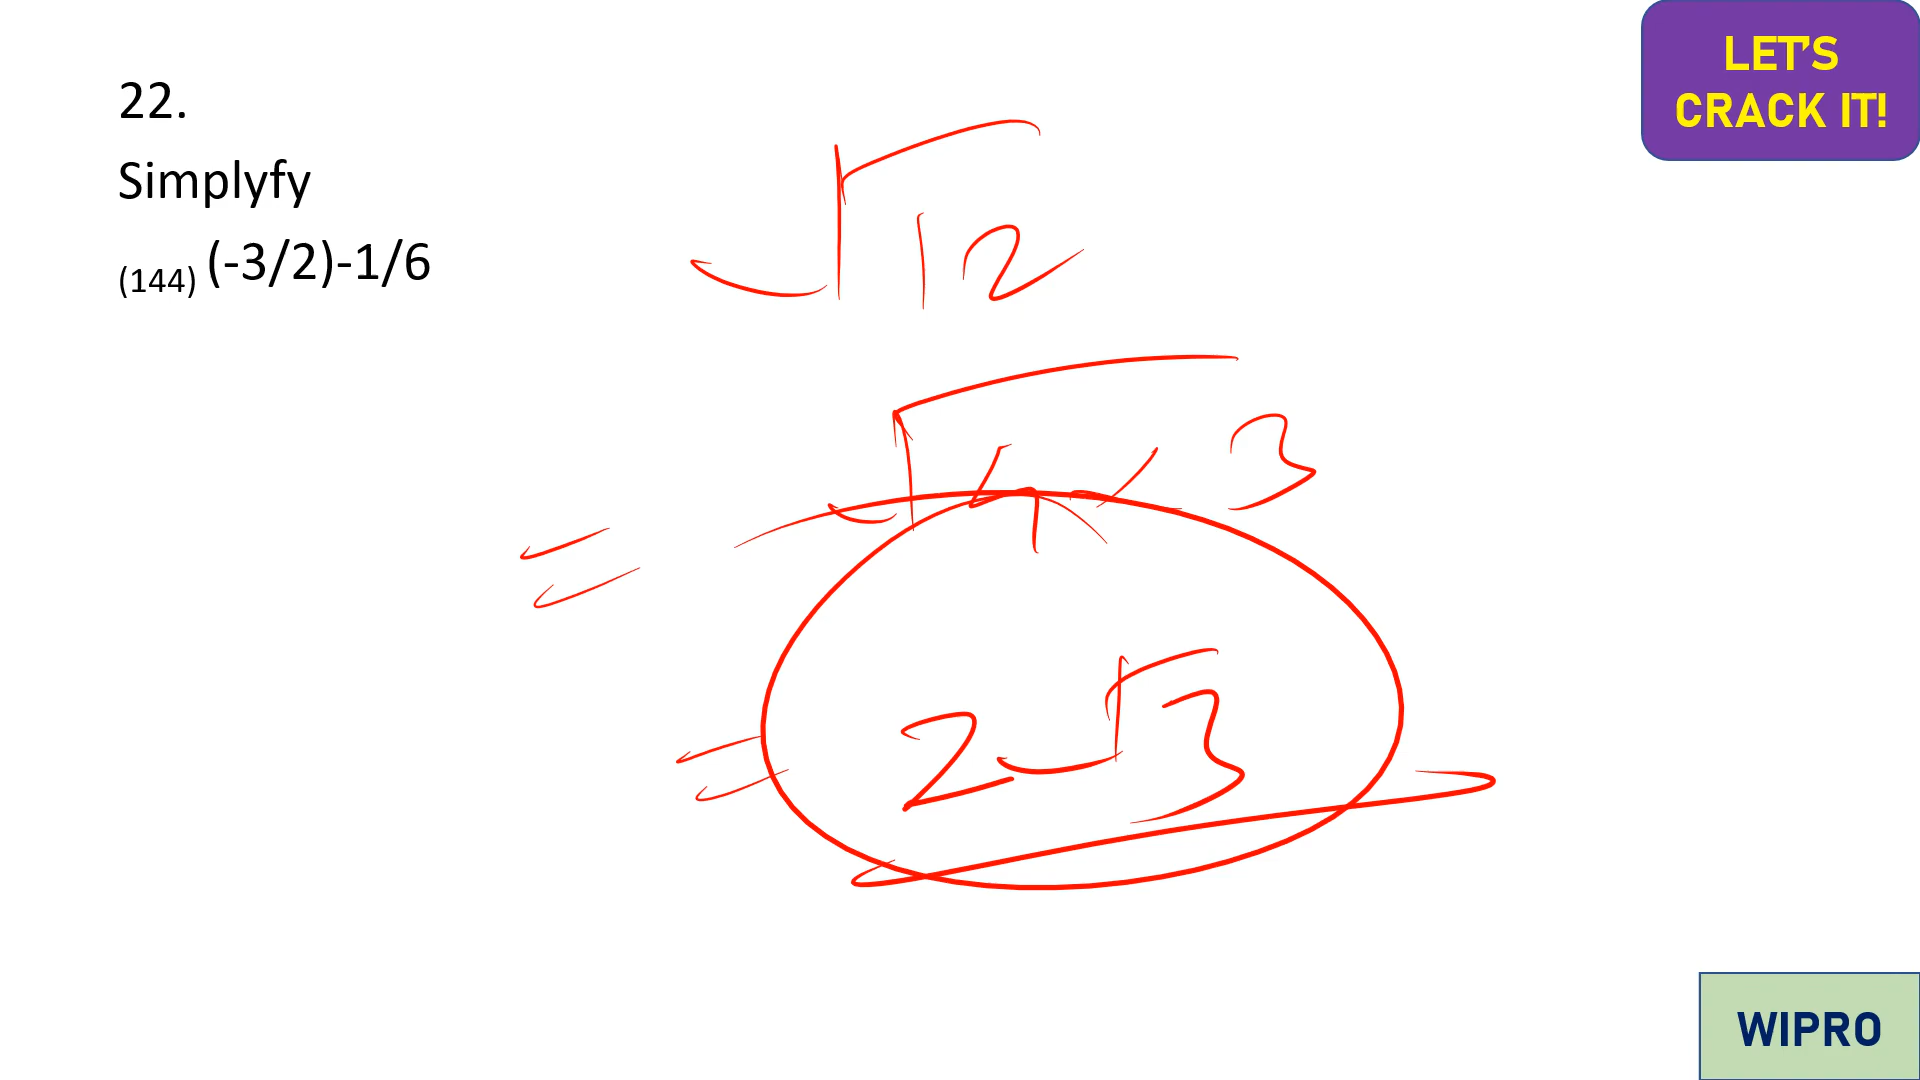 LET'S
CRACK IT!
22.
Simplyfy
(144) (-3/2)-1/6
√12
= √4×3
= 2√3
WIPRO